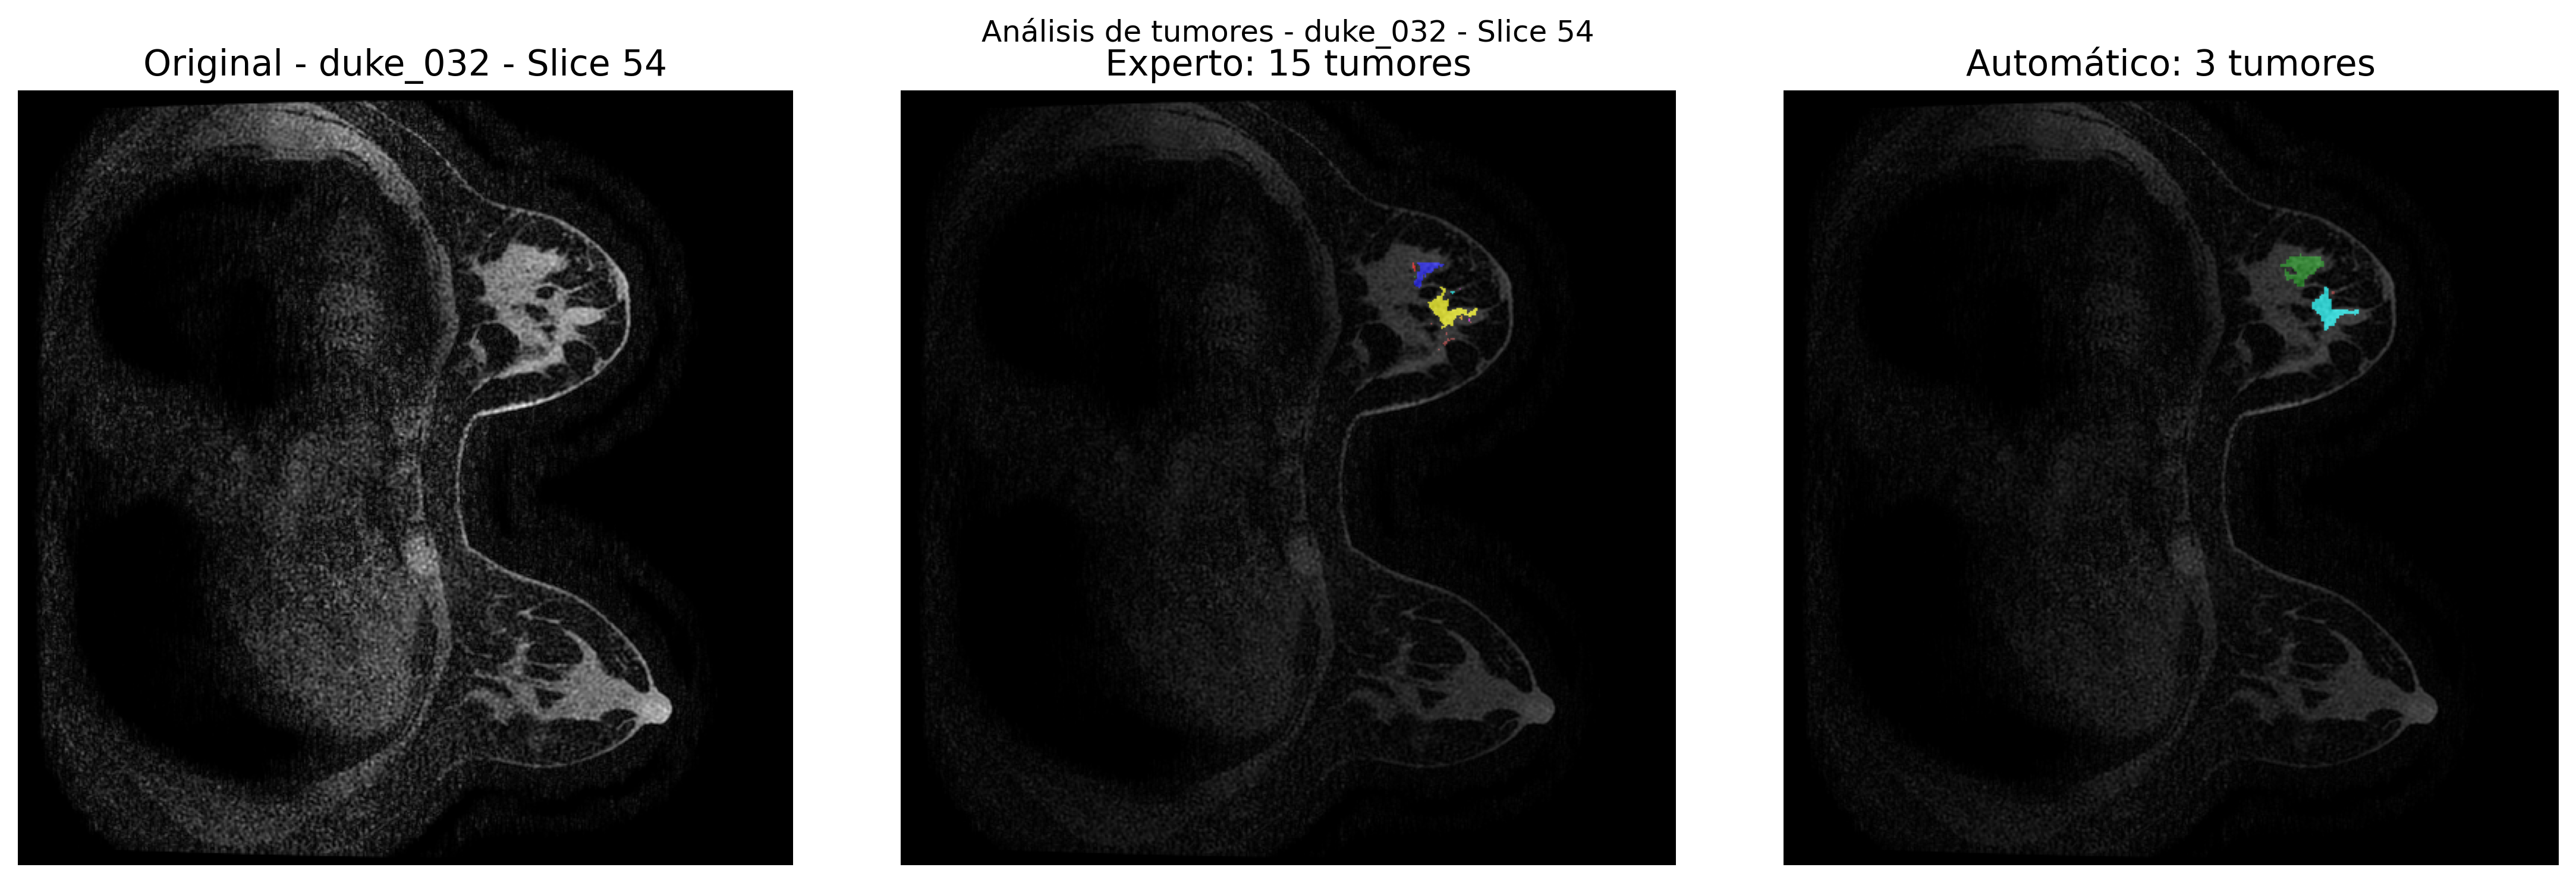 Análisis de tumores - duke_032 - Slice 54
Original - duke_032 - Slice 54
Experto: 15 tumores
Automático: 3 tumores